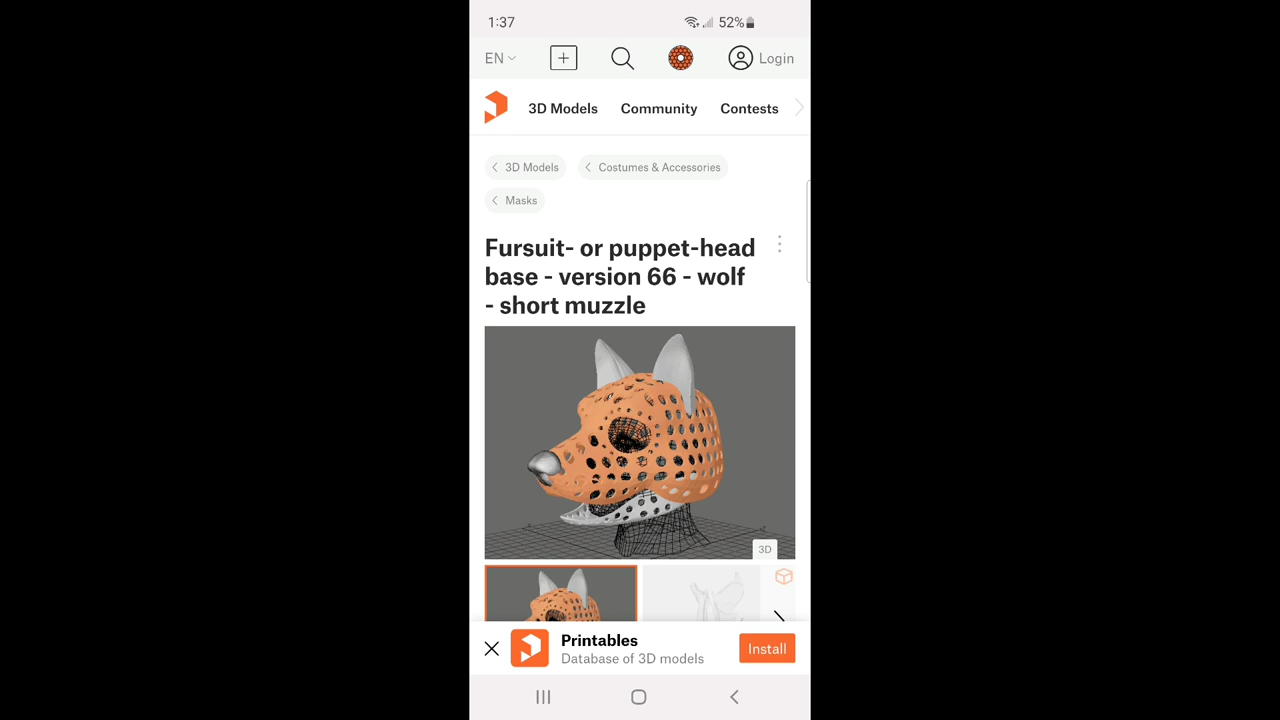 1:37 52%
EN Login
3D Models Community Contests
3D Models Costumes & Accessories
Masks
Fursuit- or puppet-head
base - version 66 - wolf
- short muzzle
3D
Printables
Database of 3D models
Install